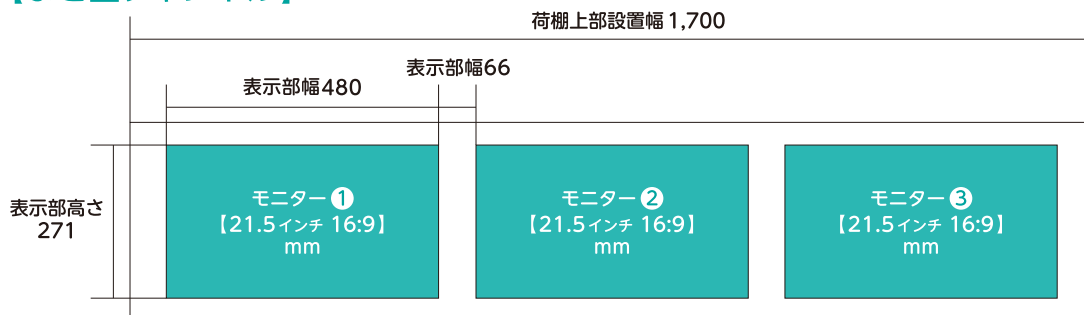 荷棚上部設置幅1,700
表示部幅66
表示部幅480
表示部高さ
271
モニター❶
【21.5インチ 16:9】
mm
モニター❷
【21.5インチ 16:9】
mm
モニター❸
【21.5インチ 16:9】
mm